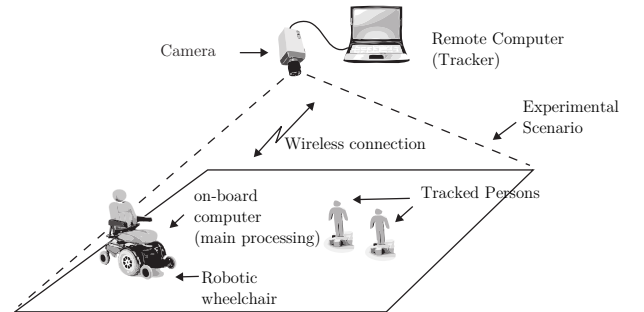 Camera
Remote Computer
(Tracker)
Experimental
Scenario
Wireless connection
on-board
computer
(main processing)
Tracked Persons
Robotic
wheelchair